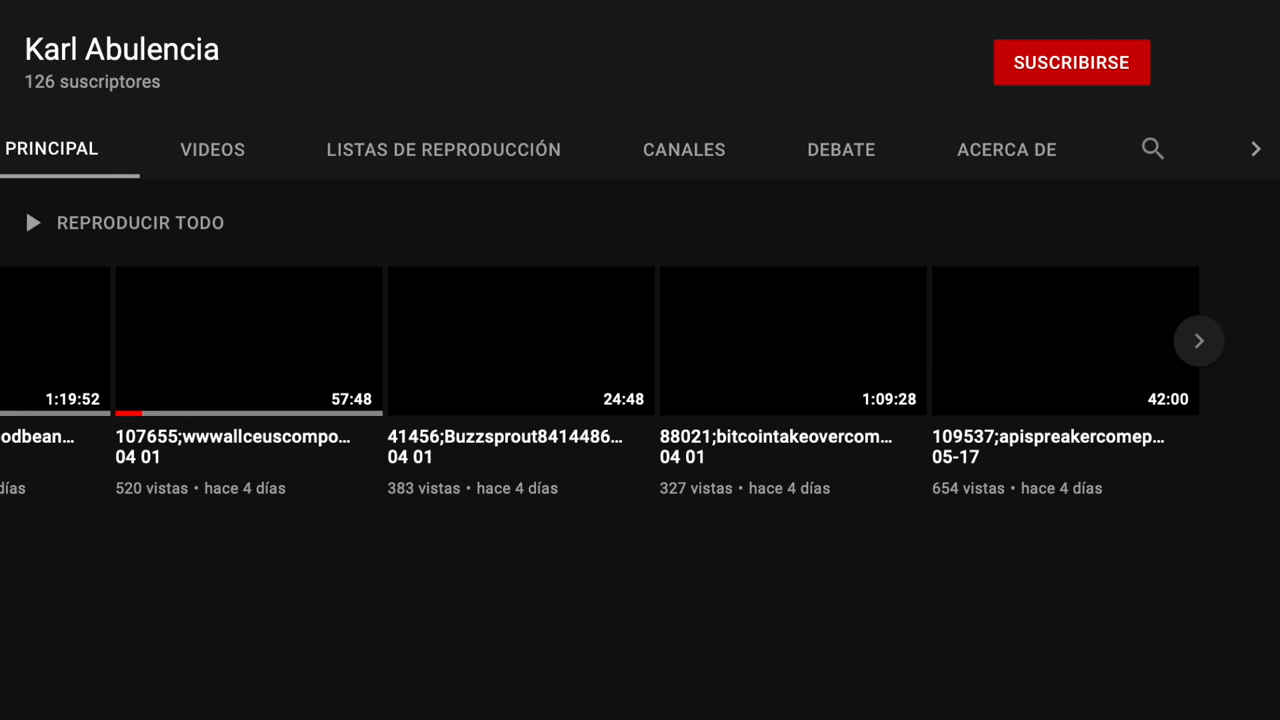 Karl Abulencia
126 suscriptores
SUSCRIBIRSE
PRINCIPAL
VIDEOS
LISTAS DE REPRODUCCIÓN
CANALES
DEBATE
ACERCA DE
REPRODUCIR TODO
1:19:52
57:48
24:48
1:09:28
42:00
odbean...
días
107655;wwwallceuscompo...
04 01
520 vistas • hace 4 días
41456;Buzzsprout8414486...
04 01
383 vistas • hace 4 días
88021;bitcointakeovercom...
04 01
327 vistas • hace 4 días
109537;apispreakercomep...
05-17
654 vistas • hace 4 días